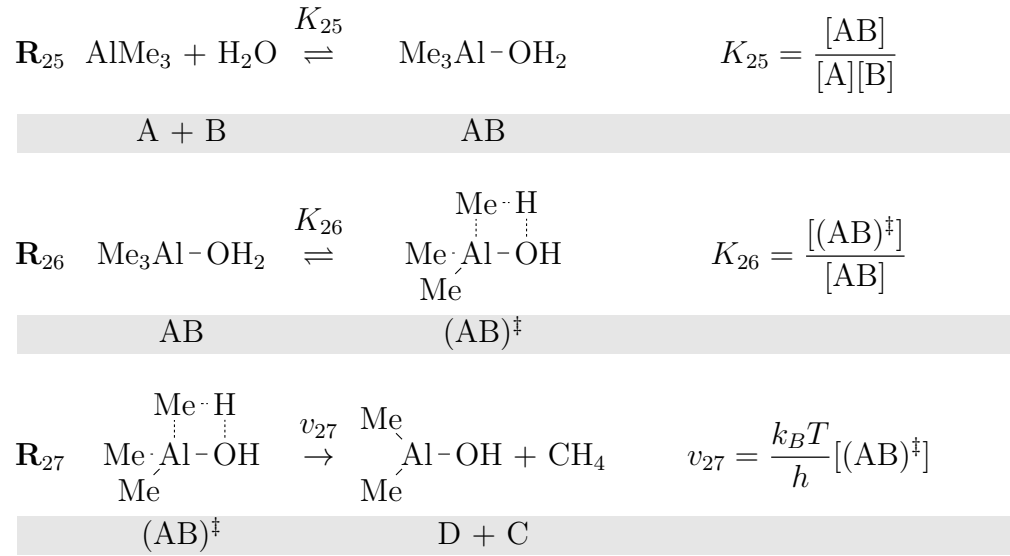 K₂₅
R₂₅ AlMe₃ + H₂O ⇌ Me₃Al-OH₂ K₂₅ = [AB] / [A][B]
A + B AB
Me H
K₂₆
R₂₆ Me₃Al-OH₂ ⇌ Me Al-OH K₂₆ = [(AB)‡] / [AB]
Me
AB (AB)‡
Me H Me
v₂₇
R₂₇ Me Al-OH → Al-OH + CH₄ v₂₇ = k_BT / h [(AB)‡]
Me Me
(AB)‡ D + C